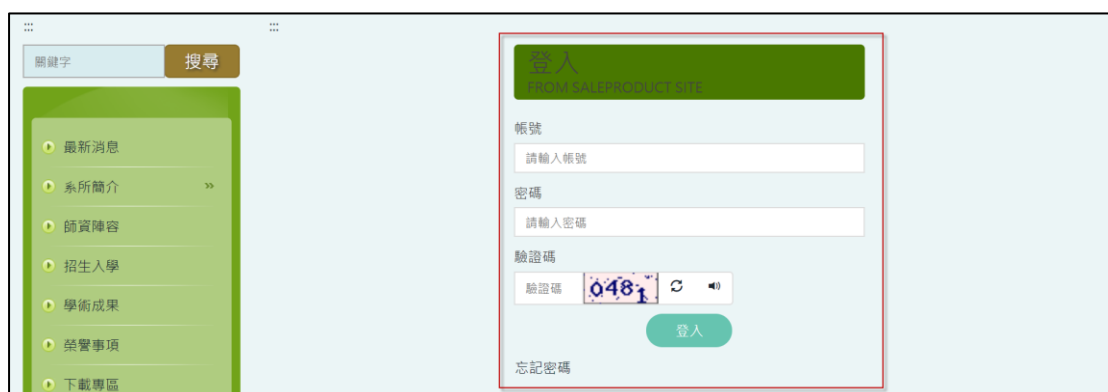 :::
關鍵字
搜尋
最新消息
系所簡介
師資陣容
招生入學
學術成果
榮譽事項
下載專區
:::
登入
FROM SALEPRODUCT SITE
帳號
請輸入帳號
密碼
請輸入密碼
驗證碼
驗證碼 0481
登入
忘記密碼